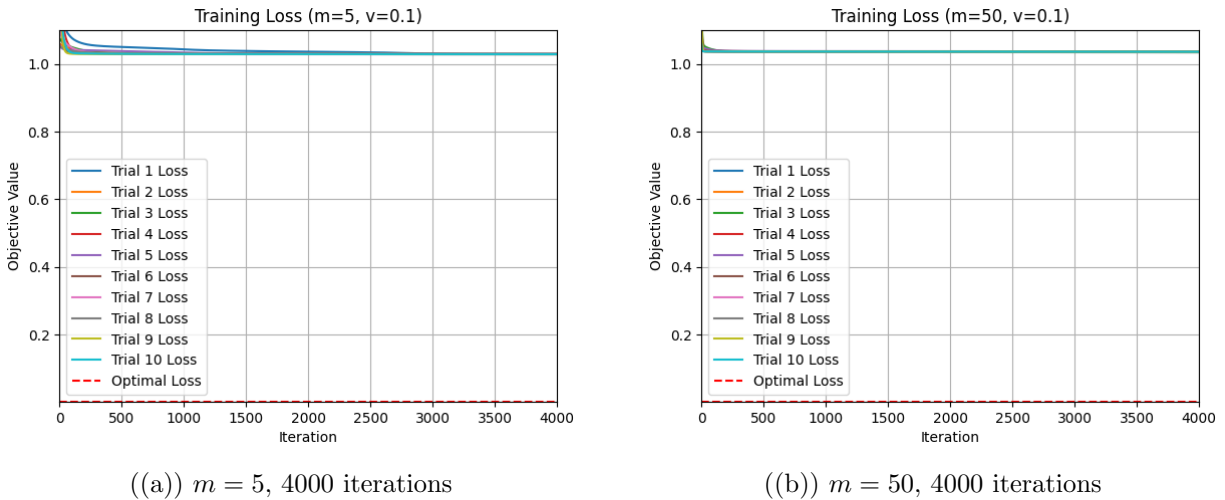 Training Loss (m=5, v=0.1)
1.0
0.8
0.6
0.4
0.2
Objective Value
Trial 1 Loss
Trial 2 Loss
Trial 3 Loss
Trial 4 Loss
Trial 5 Loss
Trial 6 Loss
Trial 7 Loss
Trial 8 Loss
Trial 9 Loss
Trial 10 Loss
Optimal Loss
0 500 1000 1500 2000 2500 3000 3500 4000
Iteration
((a)) m = 5, 4000 iterations
Training Loss (m=50, v=0.1)
1.0
0.8
0.6
0.4
0.2
Objective Value
Trial 1 Loss
Trial 2 Loss
Trial 3 Loss
Trial 4 Loss
Trial 5 Loss
Trial 6 Loss
Trial 7 Loss
Trial 8 Loss
Trial 9 Loss
Trial 10 Loss
Optimal Loss
0 500 1000 1500 2000 2500 3000 3500 4000
Iteration
((b)) m = 50, 4000 iterations